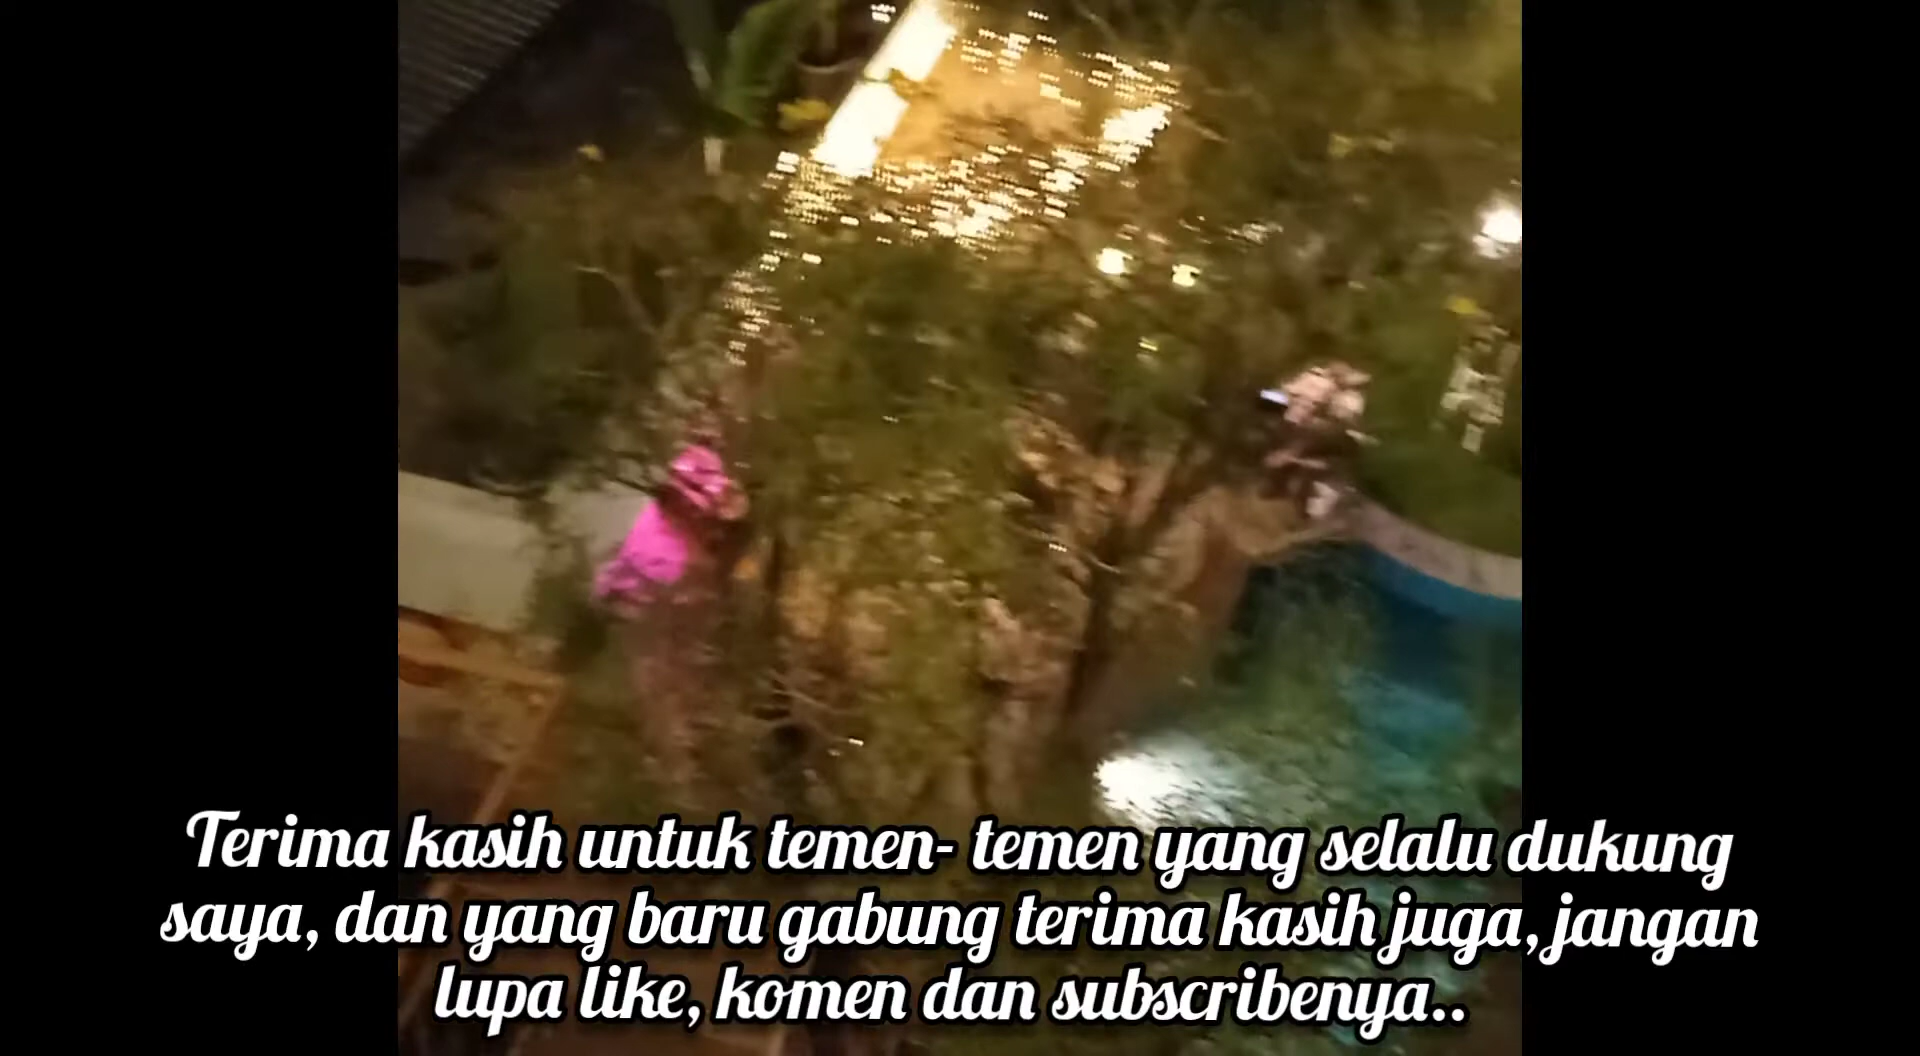 Terima kasih untuk temen- temen yang selalu dukung
saya, dan yang baru gabung terima kasih juga, jangan
lupa like, komen dan subscribenya..